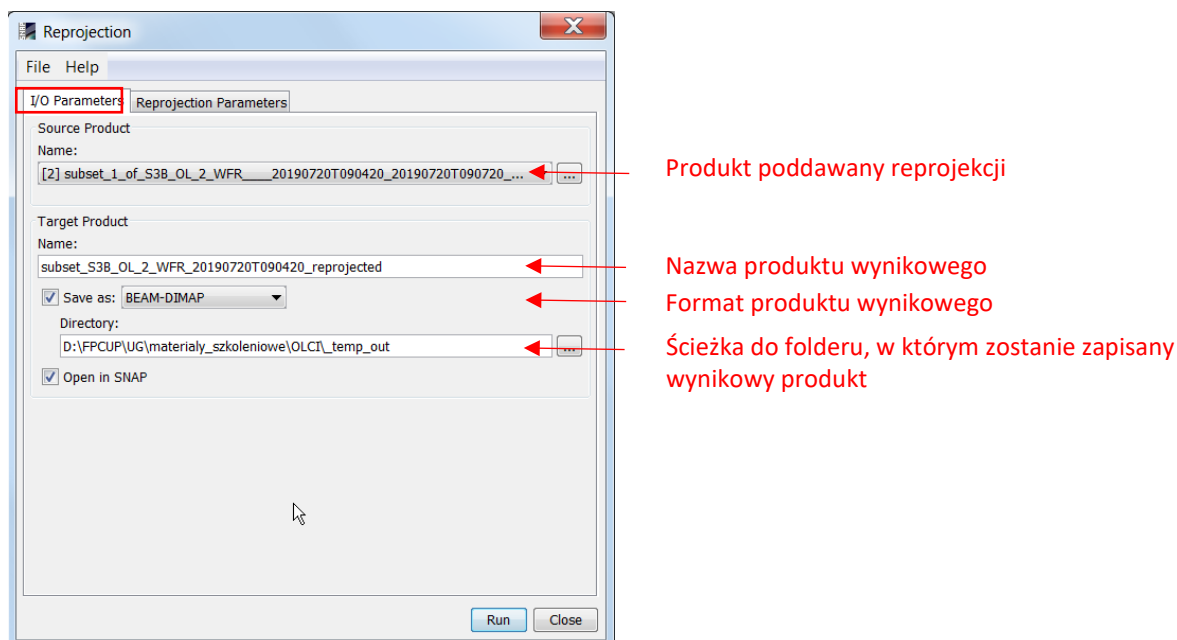 Reprojection
File Help
I/O Parameters Reprojection Parameters
Source Product
Name:
[2] subset_1_of_S3B_OL_2_WFR____20190720T090420_20190720T090720_... ...
Produkt poddawany reprojekcji
Target Product
Name:
subset_S3B_OL_2_WFR_20190720T090420_reprojected
Nazwa produktu wynikowego
Save as: BEAM-DIMAP
Format produktu wynikowego
Directory:
D:\FPCUP\UG\materialy_szkoleniowe\OLCI\_temp_out ...
Ścieżka do folderu, w którym zostanie zapisany
wynikowy produkt
Open in SNAP
Run Close